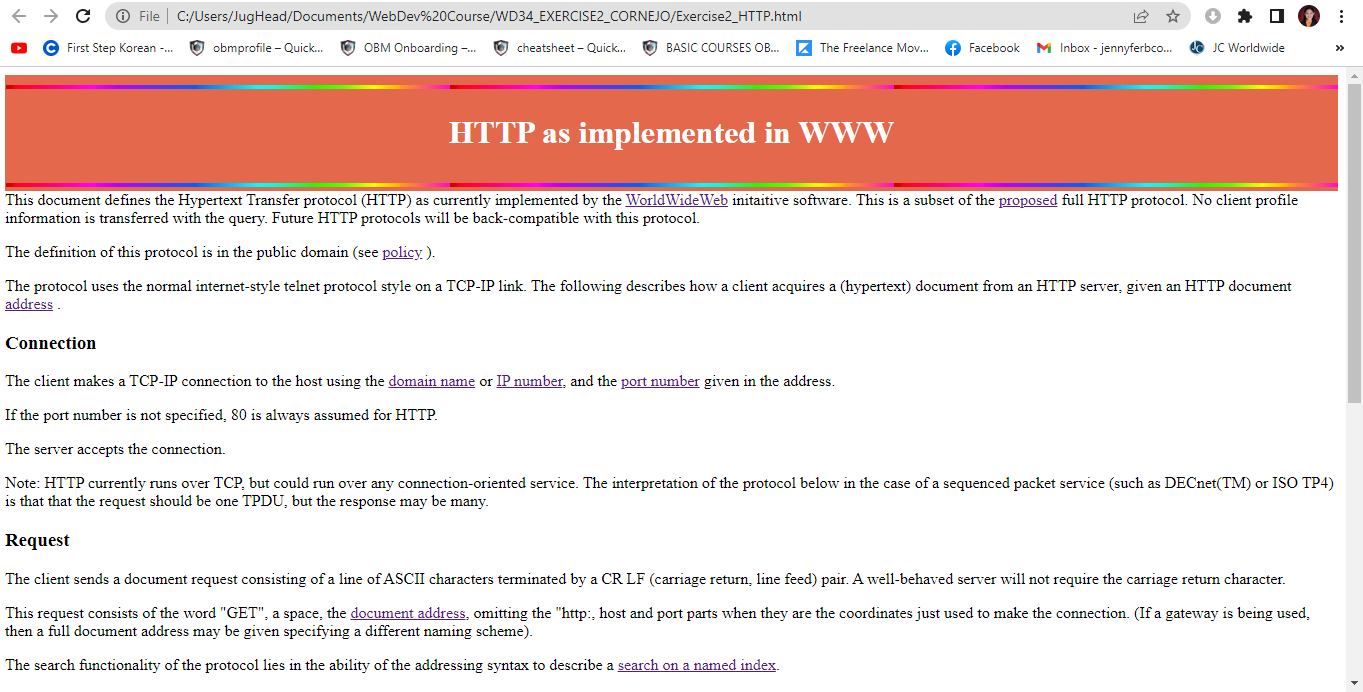 File | C:/Users/JugHead/Documents/WebDev%20Course/WD34_EXERCISE2_CORNEJO/Exercise2_HTTP.html
First Step Korean -... obmprofile – Quick... OBM Onboarding –... cheatsheet – Quick... BASIC COURSES OB... The Freelance Mov... Facebook Inbox - jennyferbco... JC Worldwide »
HTTP as implemented in WWW
This document defines the Hypertext Transfer protocol (HTTP) as currently implemented by the WorldWideWeb initaitive software. This is a subset of the proposed full HTTP protocol. No client profile
information is transferred with the query. Future HTTP protocols will be back-compatible with this protocol.
The definition of this protocol is in the public domain (see policy ).
The protocol uses the normal internet-style telnet protocol style on a TCP-IP link. The following describes how a client acquires a (hypertext) document from an HTTP server, given an HTTP document
address .
Connection
The client makes a TCP-IP connection to the host using the domain name or IP number, and the port number given in the address.
If the port number is not specified, 80 is always assumed for HTTP.
The server accepts the connection.
Note: HTTP currently runs over TCP, but could run over any connection-oriented service. The interpretation of the protocol below in the case of a sequenced packet service (such as DECnet(TM) or ISO TP4)
is that that the request should be one TPDU, but the response may be many.
Request
The client sends a document request consisting of a line of ASCII characters terminated by a CR LF (carriage return, line feed) pair. A well-behaved server will not require the carriage return character.
This request consists of the word "GET", a space, the document address, omitting the "http:, host and port parts when they are the coordinates just used to make the connection. (If a gateway is being used,
then a full document address may be given specifying a different naming scheme).
The search functionality of the protocol lies in the ability of the addressing syntax to describe a search on a named index.